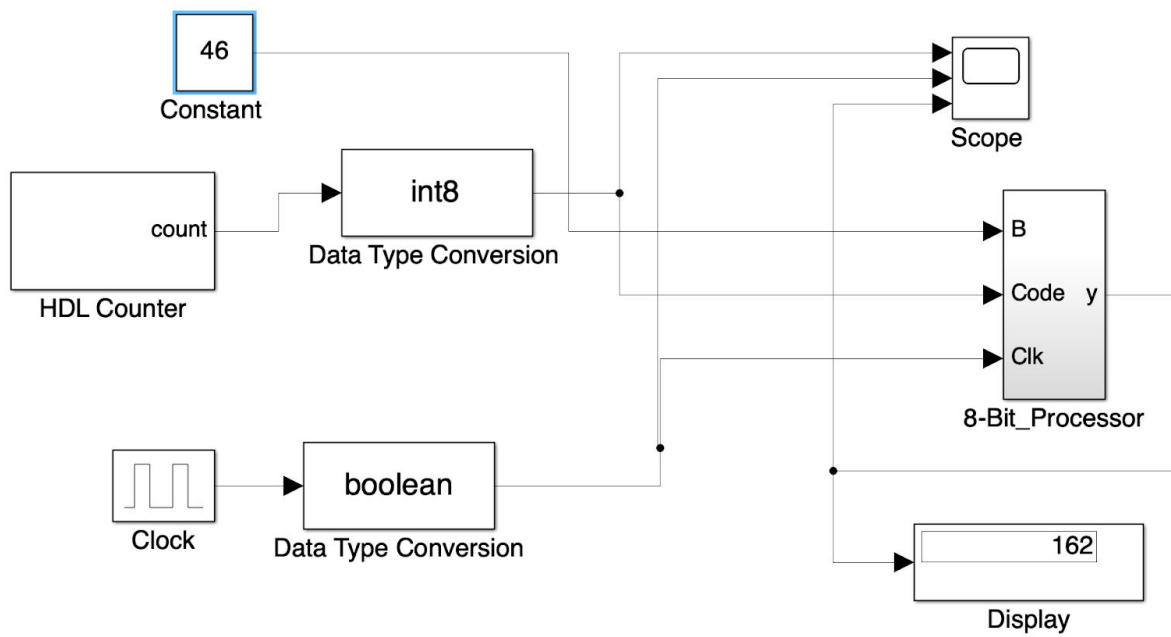 46
Constant
Scope
int8
Data Type Conversion
count
HDL Counter
B
Code
y
Clk
8-Bit_Processor
boolean
Data Type Conversion
Clock
162
Display